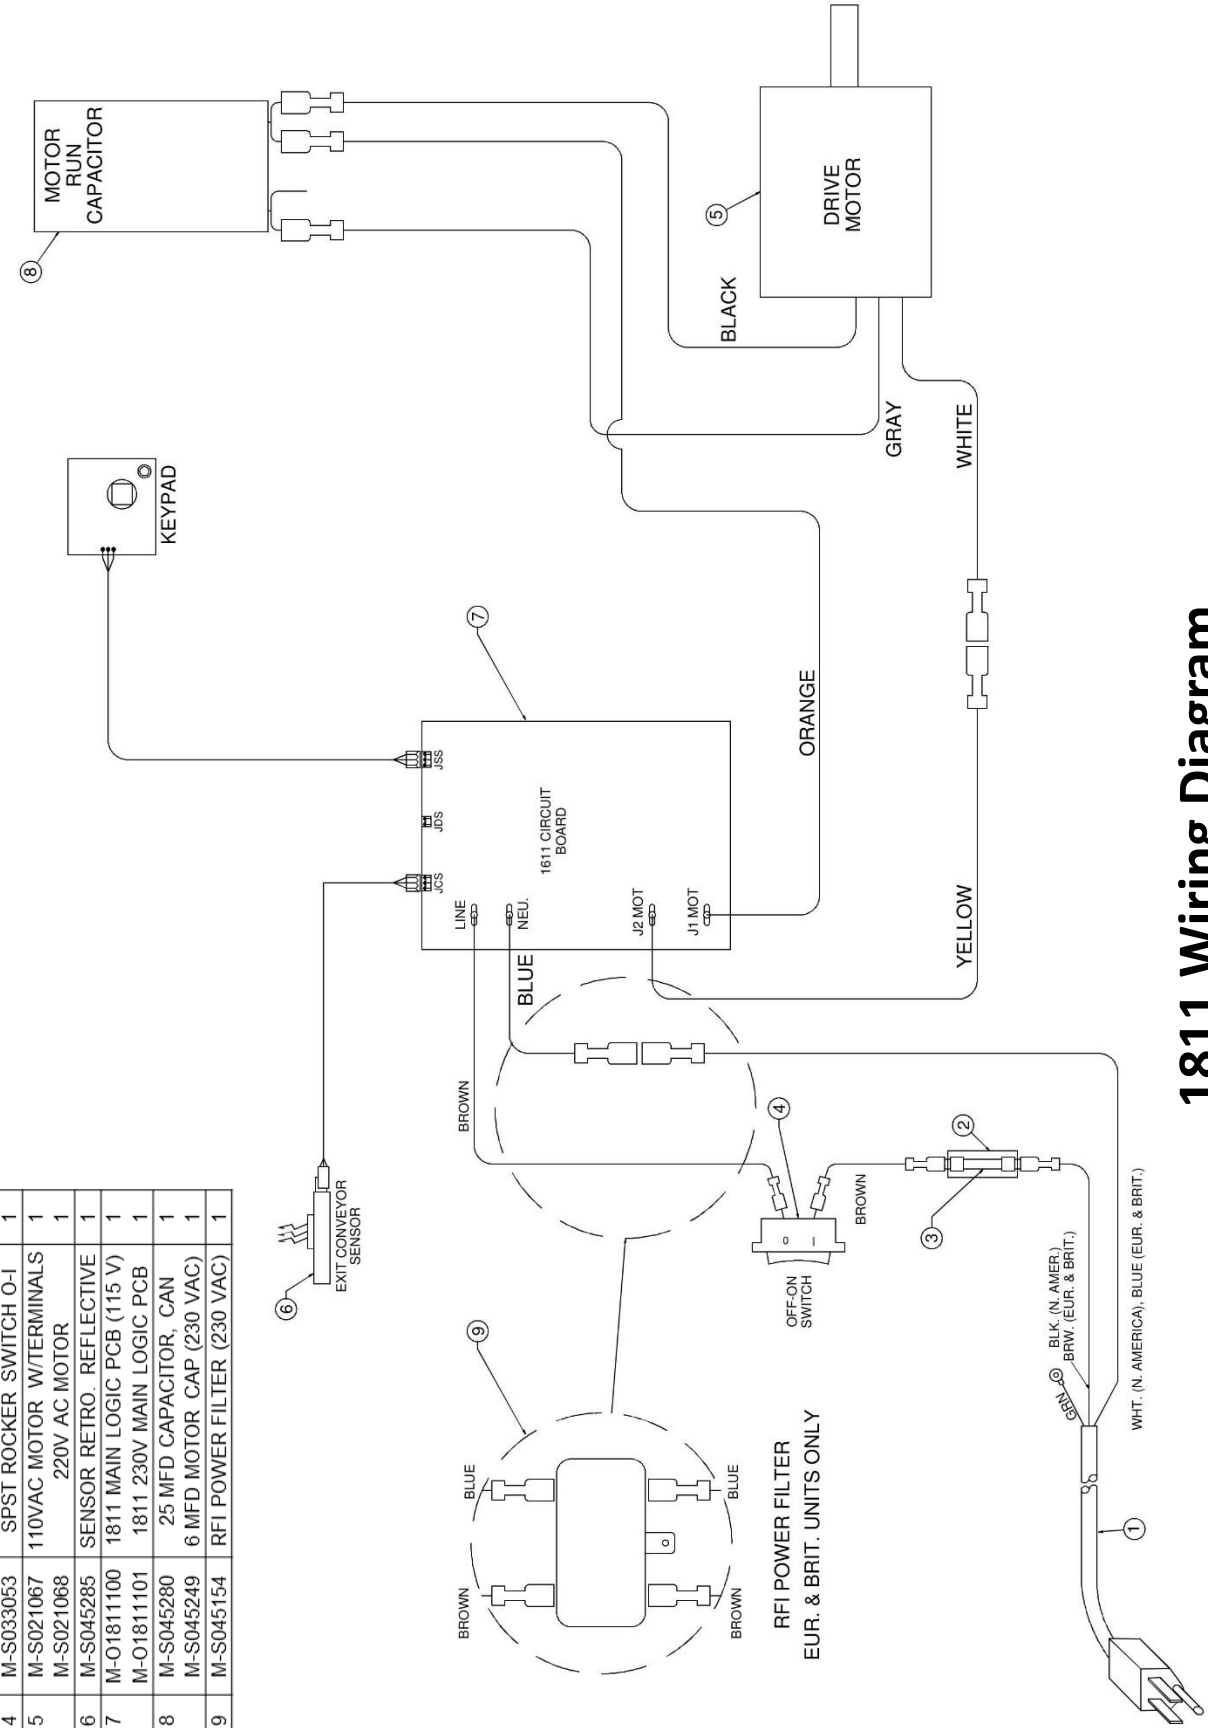 4 M-S033053 SPST ROCKER SWITCH O-I 1
5 M-S021067 110VAC MOTOR W/TERMINALS 1
M-S021068 220V AC MOTOR 1
6 M-S045285 SENSOR RETRO. REFLECTIVE 1
7 M-O1811100 1811 MAIN LOGIC PCB (115 V) 1
M-O1811101 1811 230V MAIN LOGIC PCB 1
8 M-S045280 25 MFD CAPACITOR, CAN 1
M-S045249 6 MFD MOTOR CAP (230 VAC) 1
9 M-S045154 RFI POWER FILTER (230 VAC) 1
8
MOTOR
RUN
CAPACITOR
KEYPAD
6
EXIT CONVEYOR
SENSOR
7
JCS
JDS
JSS
LINE
NEU.
1611 CIRCUIT
BOARD
J2 MOT
J1 MOT
BROWN
BLUE
5
DRIVE
MOTOR
BLACK
GRAY
WHITE
ORANGE
YELLOW
9
BROWN
BLUE
BROWN
BLUE
RFI POWER FILTER
EUR. & BRIT. UNITS ONLY
4
O I
OFF-ON
SWITCH
BROWN
2
3
BLK. (N. AMER.)
BRW. (EUR. & BRIT.)
GRN
WHT. (N. AMERICA), BLUE (EUR. & BRIT.)
1
1811 Wiring Diagram